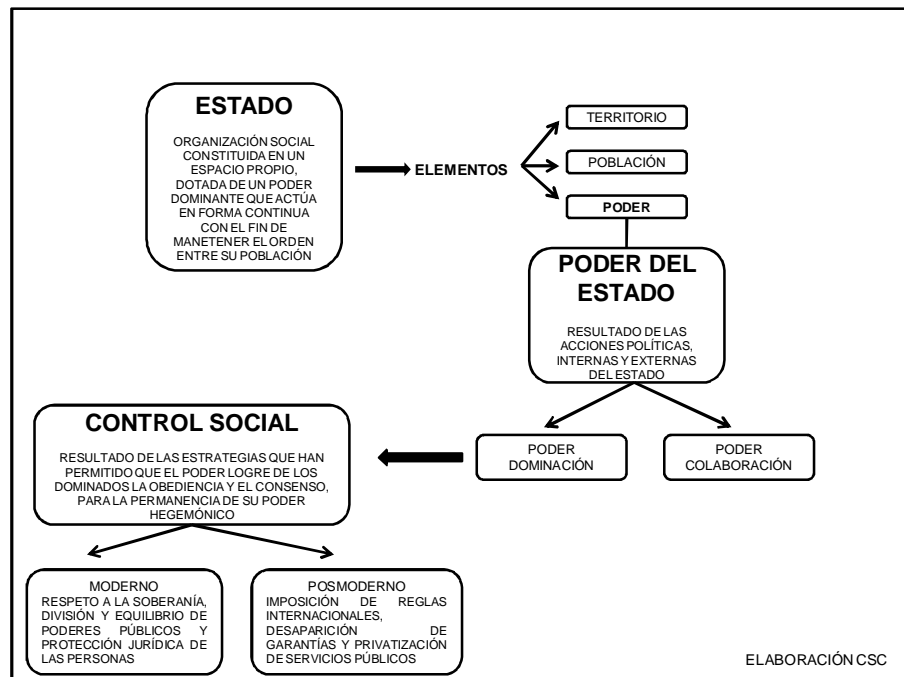 ESTADO
ORGANIZACIÓN SOCIAL
CONSTITUIDA EN UN
ESPACIO PROPIO,
DOTADA DE UN PODER
DOMINANTE QUE ACTÚA
EN FORMA CONTINUA
CON EL FIN DE
MANETENER EL ORDEN
ENTRE SU POBLACIÓN
ELEMENTOS
TERRITORIO
POBLACIÓN
PODER
PODER DEL
ESTADO
RESULTADO DE LAS
ACCIONES POLÍTICAS,
INTERNAS Y EXTERNAS
DEL ESTADO
PODER
DOMINACIÓN
PODER
COLABORACIÓN
CONTROL SOCIAL
RESULTADO DE LAS ESTRATEGIAS QUE HAN
PERMITIDO QUE EL PODER LOGRE DE LOS
DOMINADOS LA OBEDIENCIA Y EL CONSENSO,
PARA LA PERMANENCIA DE SU PODER
HEGEMÓNICO
MODERNO
RESPETO A LA SOBERANÍA,
DIVISIÓN Y EQUILIBRIO DE
PODERES PÚBLICOS Y
PROTECCIÓN JURÍDICA DE
LAS PERSONAS
POSMODERNO
IMPOSICIÓN DE REGLAS
INTERNACIONALES,
DESAPARICIÓN DE
GARANTÍAS Y PRIVATIZACIÓN
DE SERVICIOS PÚBLICOS
ELABORACIÓN CSC